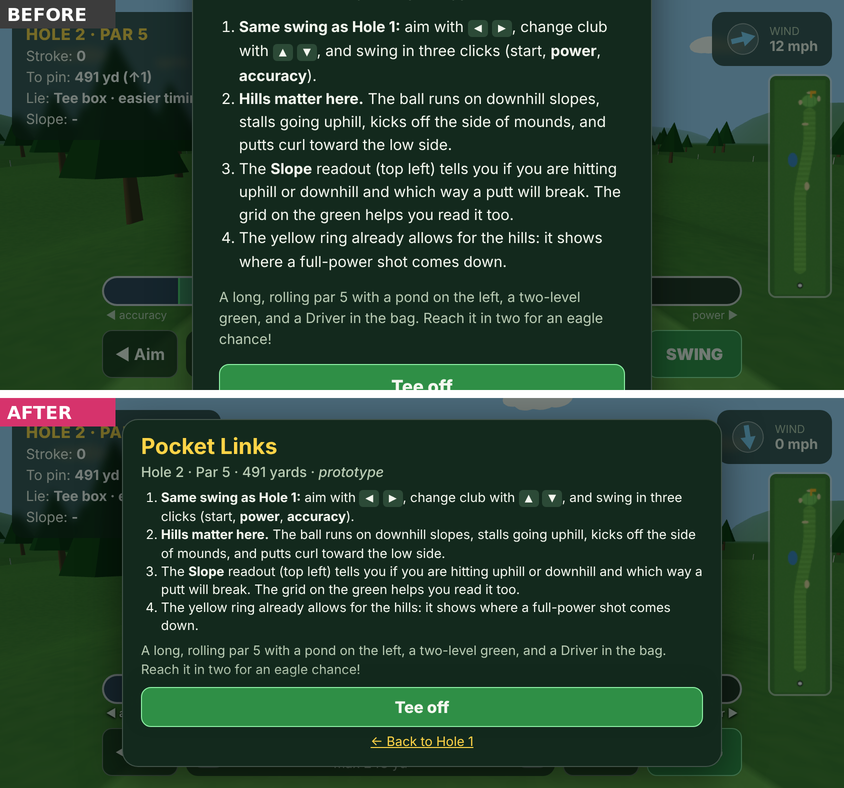 BEFORE
HOLE 2 · PAR 5
Stroke: 0
To pin: 491 yd (↑1)
Lie: Tee box · easier timin
Slope: -
1. Same swing as Hole 1: aim with ◄ ►, change club
with ▲ ▼, and swing in three clicks (start, power,
accuracy).
2. Hills matter here. The ball runs on downhill slopes,
stalls going uphill, kicks off the side of mounds, and
putts curl toward the low side.
3. The Slope readout (top left) tells you if you are hitting
uphill or downhill and which way a putt will break. The
grid on the green helps you read it too.
4. The yellow ring already allows for the hills: it shows
where a full-power shot comes down.
A long, rolling par 5 with a pond on the left, a two-level
green, and a Driver in the bag. Reach it in two for an eagle
chance!
Tee off
WIND
12 mph
◀ accuracy
power ▶
◀ Aim
SWING
AFTER
HOLE 2 · PA
Stroke: 0
To pin: 491 yd
Lie: Tee box · e
Slope: -
Pocket Links
Hole 2 · Par 5 · 491 yards · prototype
1. Same swing as Hole 1: aim with ◄ ►, change club with ▲ ▼, and swing in three
clicks (start, power, accuracy).
2. Hills matter here. The ball runs on downhill slopes, stalls going uphill, kicks off the side
of mounds, and putts curl toward the low side.
3. The Slope readout (top left) tells you if you are hitting uphill or downhill and which way a
putt will break. The grid on the green helps you read it too.
4. The yellow ring already allows for the hills: it shows where a full-power shot comes
down.
A long, rolling par 5 with a pond on the left, a two-level green, and a Driver in the bag.
Reach it in two for an eagle chance!
Tee off
← Back to Hole 1
WIND
0 mph